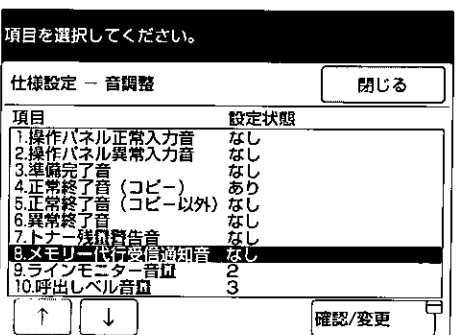 項目を選択してください。
仕様設定 － 音調整
閉じる
項目 設定状態
1.操作パネル正常入力音 なし
2.操作パネル異常入力音 なし
3.準備完了音 なし
4.正常終了音（コピー） あり
5.正常終了音（コピー以外） なし
6.異常終了音 なし
7.トナー残量警告音 なし
8.メモリー代行受信通知音 なし
9.ラインモニター音量 2
10.呼出しベル音量 3
↑ ↓ 確認/変更